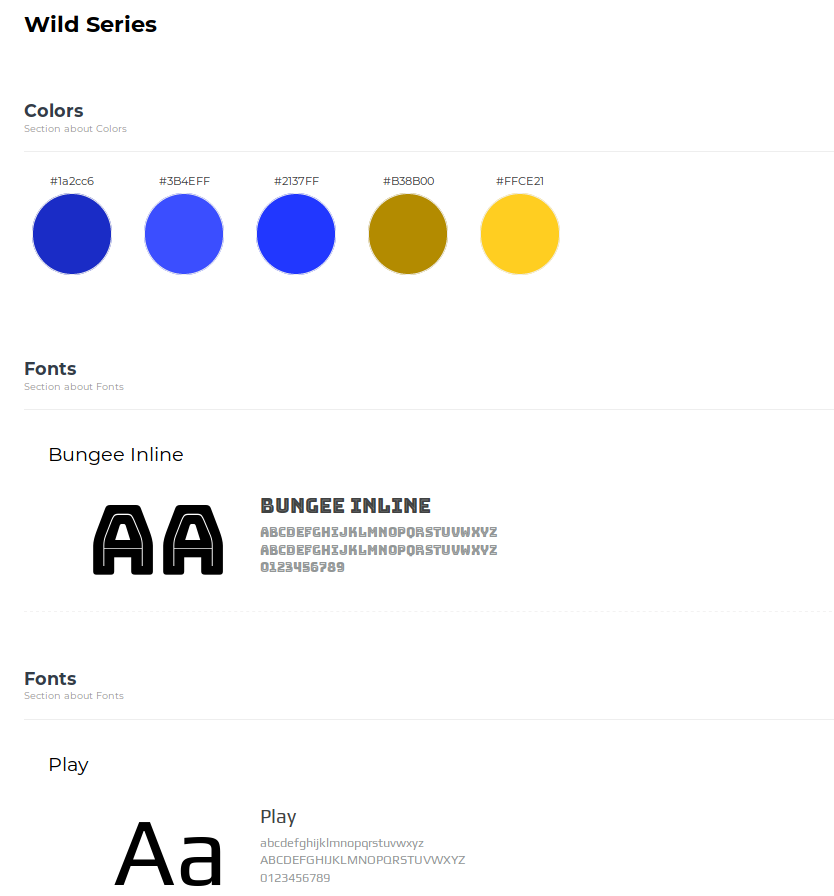 Wild Series
Colors
Section about Colors
#1a2cc6 #3B4EFF #2137FF #B38B00 #FFCE21
Fonts
Section about Fonts
Bungee Inline
AA
BUNGEE INLINE
ABCDEFGHIJKLMNOPQRSTUVWXYZ
ABCDEFGHIJKLMNOPQRSTUVWXYZ
0123456789
Fonts
Section about Fonts
Play
Aa
Play
abcdefghijklmnopqrstuvwxyz
ABCDEFGHIJKLMNOPQRSTUVWXYZ
0123456789